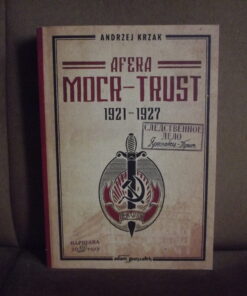 ANDRZEJ KRZAK
AFERA
MOCR-TRUST
1921-1927
СЛЕДСТВЕННОЕ
ДЕЛО